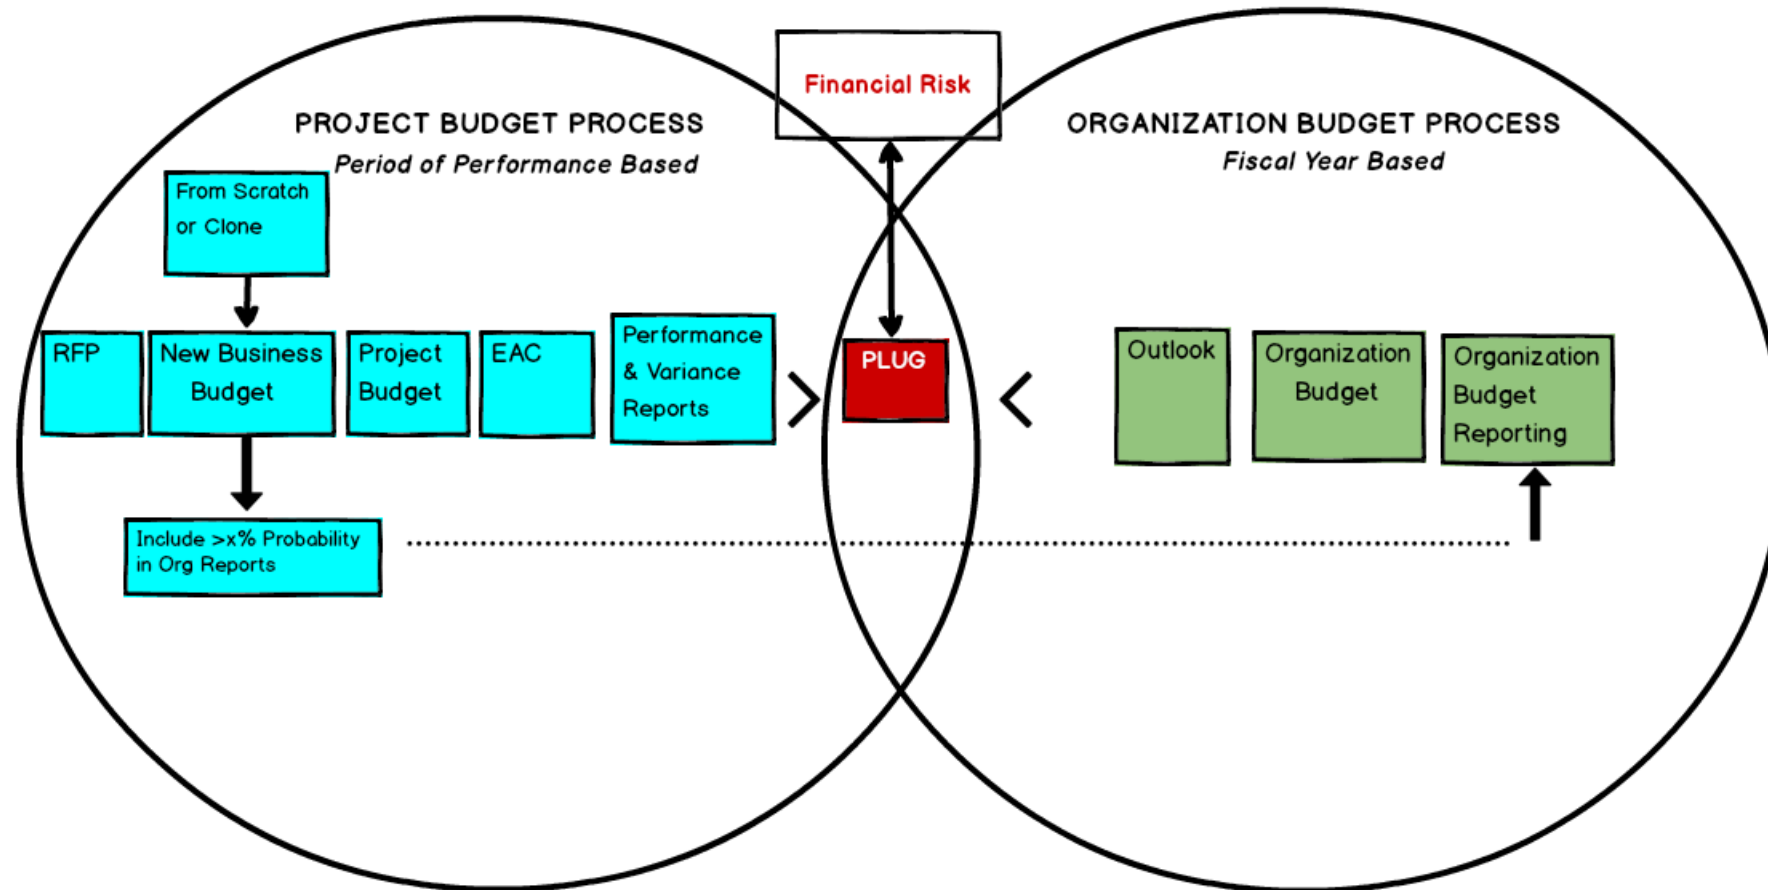 Financial Risk
PROJECT BUDGET PROCESS
Period of Performance Based
ORGANIZATION BUDGET PROCESS
Fiscal Year Based
From Scratch
or Clone
RFP
New Business
Budget
Project
Budget
EAC
Performance
& Variance
Reports
PLUG
Outlook
Organization
Budget
Organization
Budget
Reporting
Include >x% Probability
in Org Reports